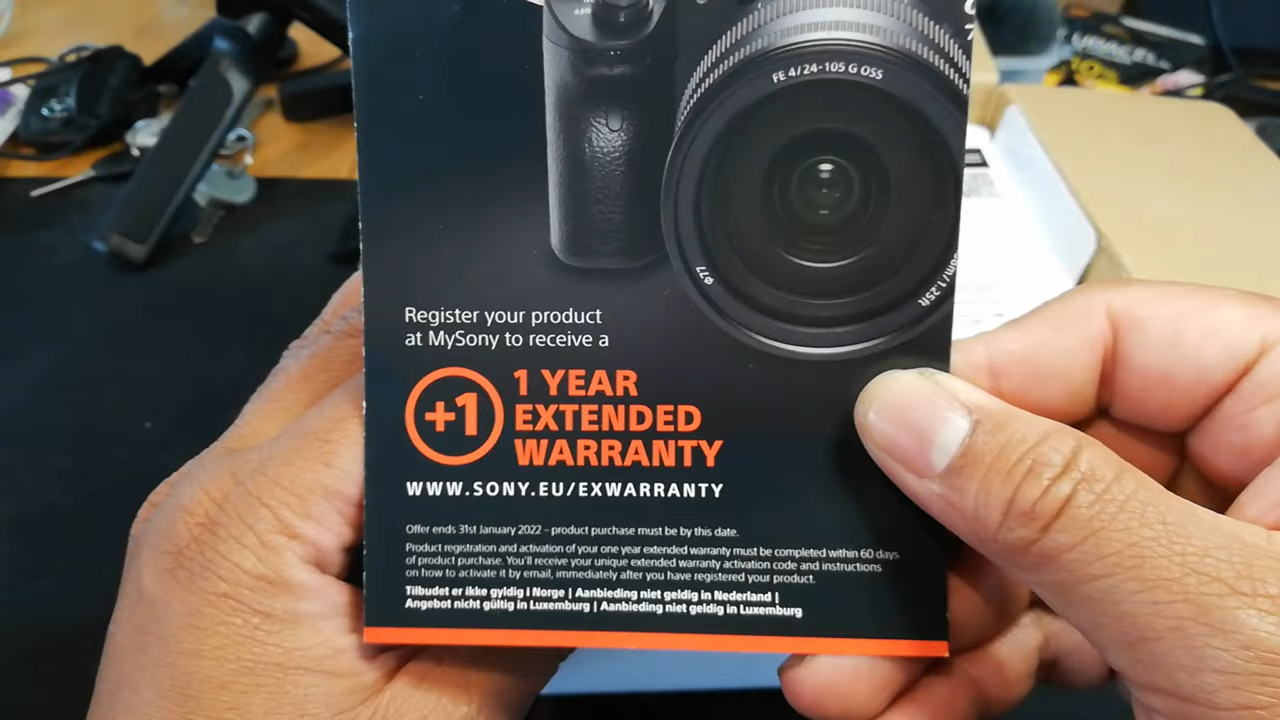 FE 4/24-105 G OSS
Φ77
m/1.25ft
Register your product
at MySony to receive a
+1
1 YEAR
EXTENDED
WARRANTY
WWW.SONY.EU/EXWARRANTY
Offer ends 31st January 2022 – product purchase must be by this date.
Product registration and activation of your one year extended warranty must be completed within 60 days
of product purchase. You'll receive your unique extended warranty activation code and instructions
on how to activate it by email, immediately after you have registered your product.
Tilbudet er ikke gyldig i Norge | Aanbieding niet geldig in Nederland |
Angebot nicht gültig in Luxemburg | Aanbieding niet geldig in Luxemburg